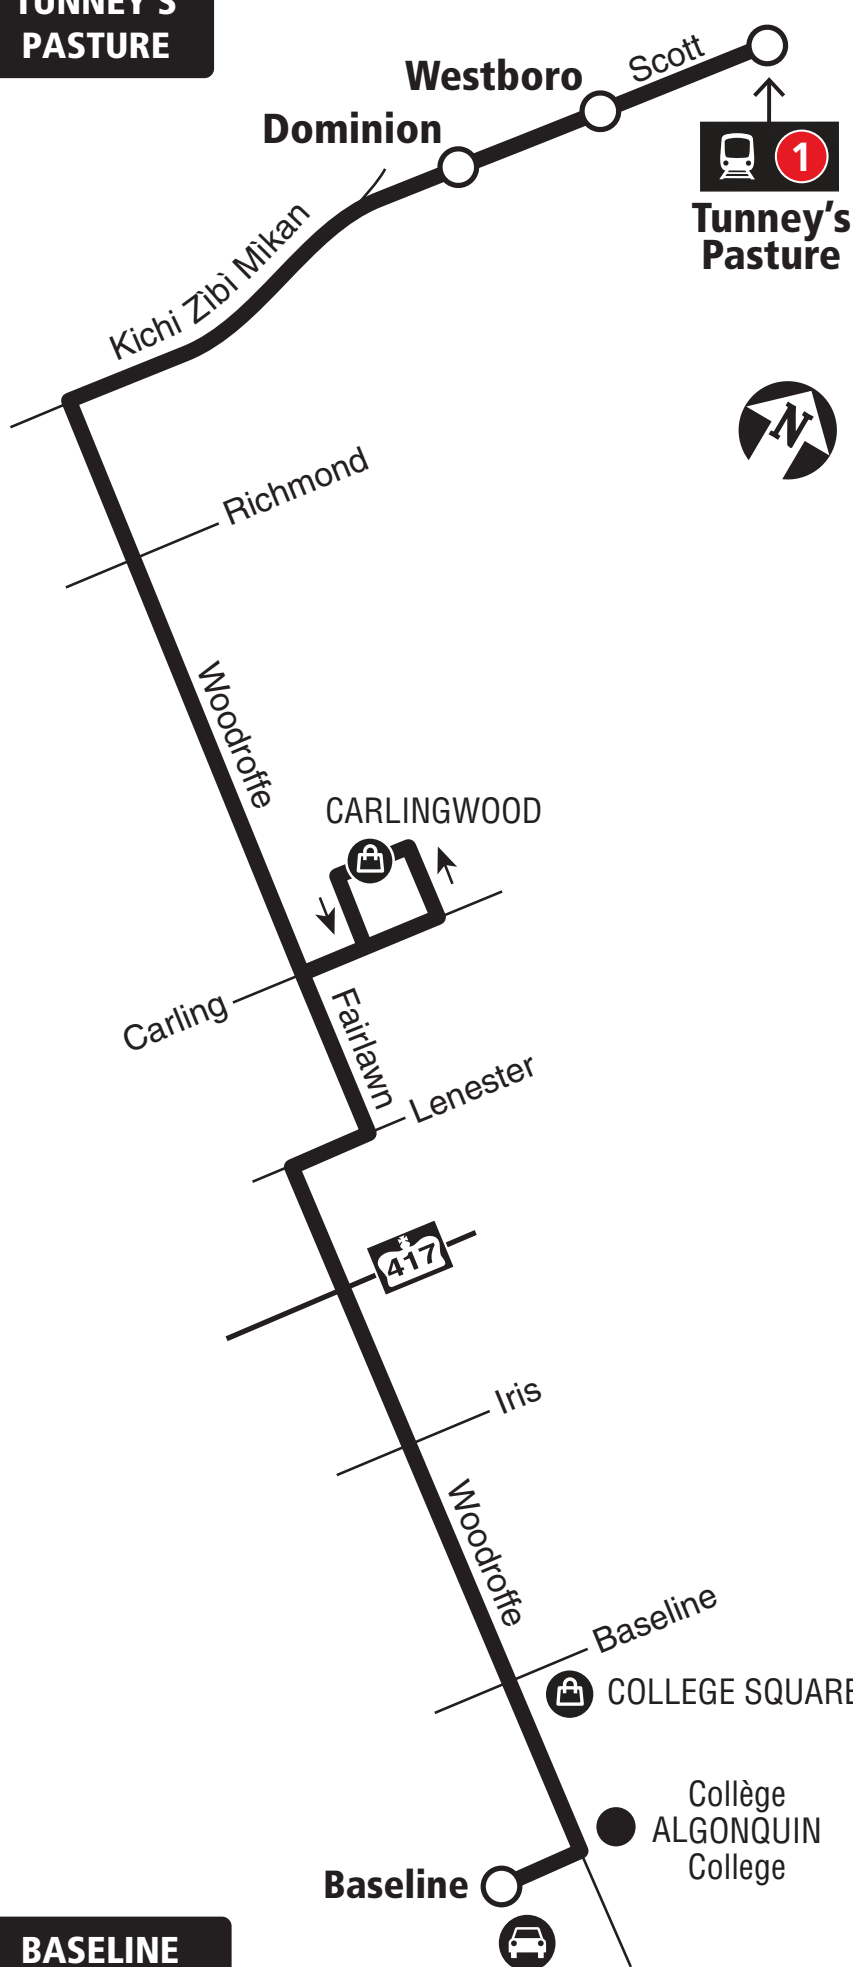 TUNNEY'S
PASTURE
Scott
Westboro
Dominion
1
Tunney's
Pasture
Kichi Zìbì Mìkan
N
Richmond
Woodroffe
CARLINGWOOD
Carling
Fairlawn
Lenester
417
Iris
Woodroffe
Baseline
COLLEGE SQUARE
Collège
ALGONQUIN
College
Baseline
BASELINE